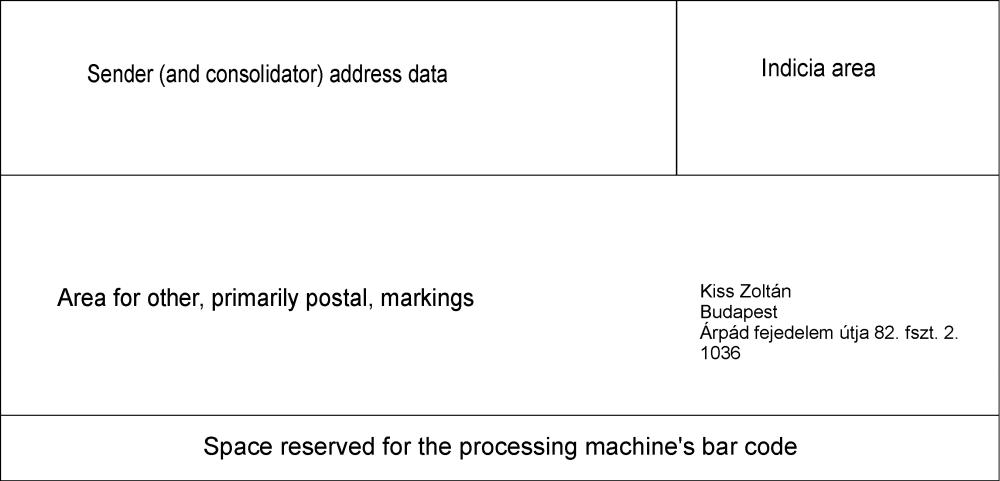 Sender (and consolidator) address data
Indicia area
Area for other, primarily postal, markings
Kiss Zoltán
Budapest
Árpád fejedelem útja 82. fszt. 2.
1036
Space reserved for the processing machine's bar code